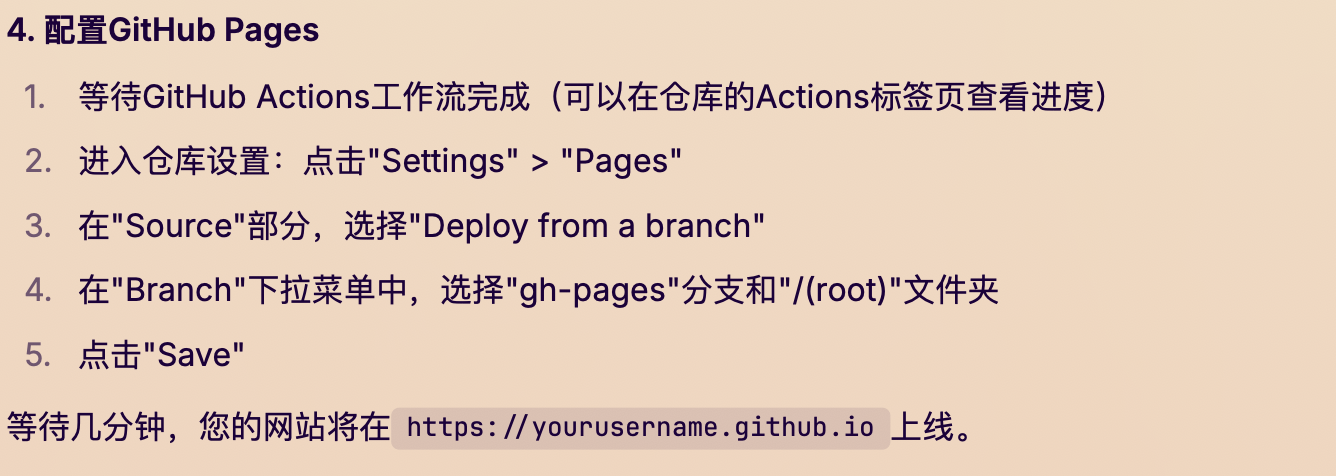 4. 配置GitHub Pages
1. 等待GitHub Actions工作流完成（可以在仓库的Actions标签页查看进度）
2. 进入仓库设置：点击"Settings" > "Pages"
3. 在"Source"部分，选择"Deploy from a branch"
4. 在"Branch"下拉菜单中，选择"gh-pages"分支和"/(root)"文件夹
5. 点击"Save"
等待几分钟，您的网站将在 https://yourusername.github.io 上线。